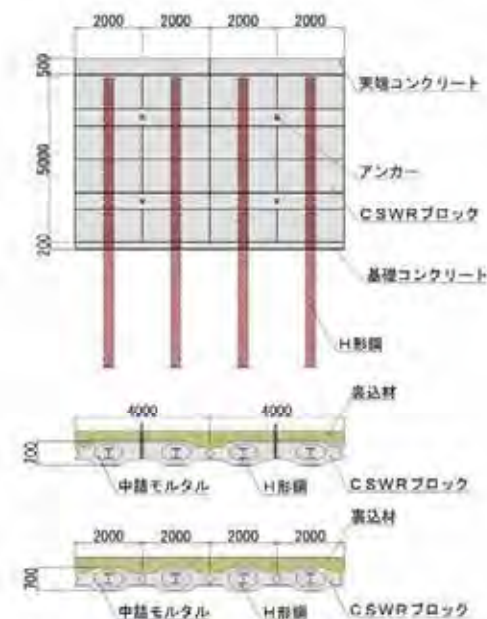 2000 2000 2000 2000
500
天端コンクリート
アンカー
5000
CSWRブロック
200
基礎コンクリート
H形鋼
4000 4000
裏込材
700
中詰モルタル H形鋼 CSWRブロック
裏込材
2000 2000 2000 2000
700
中詰モルタル H形鋼 CSWRブロック